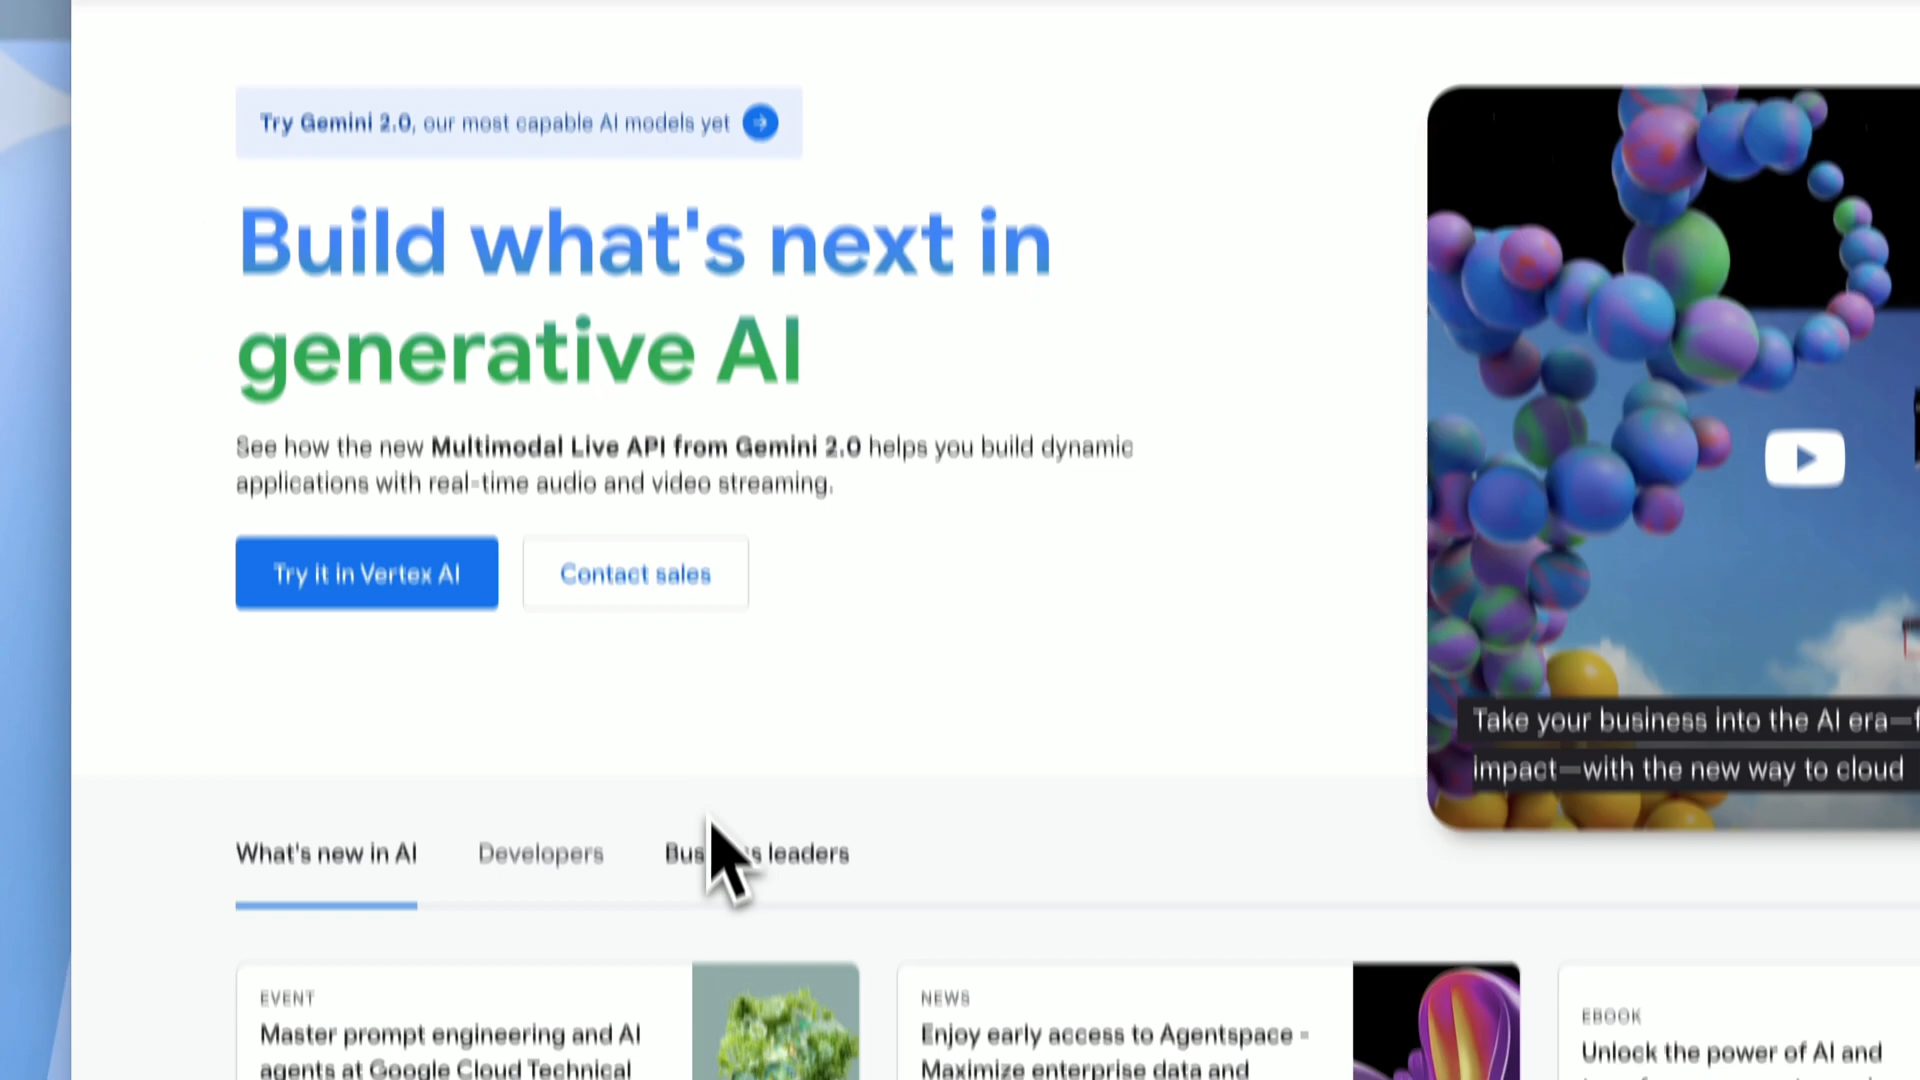 Try Gemini 2.0, our most capable AI models yet
Build what's next in
generative AI
See how the new Multimodal Live API from Gemini 2.0 helps you build dynamic
applications with real-time audio and video streaming.
Try it in Vertex AI
Contact sales
Take your business into the AI era—
impact—with the new way to cloud
What's new in AI
Developers
Business leaders
EVENT
Master prompt engineering and AI
agents at Google Cloud Technical
NEWS
Enjoy early access to Agentspace -
Maximize enterprise data and
EBOOK
Unlock the power of AI and